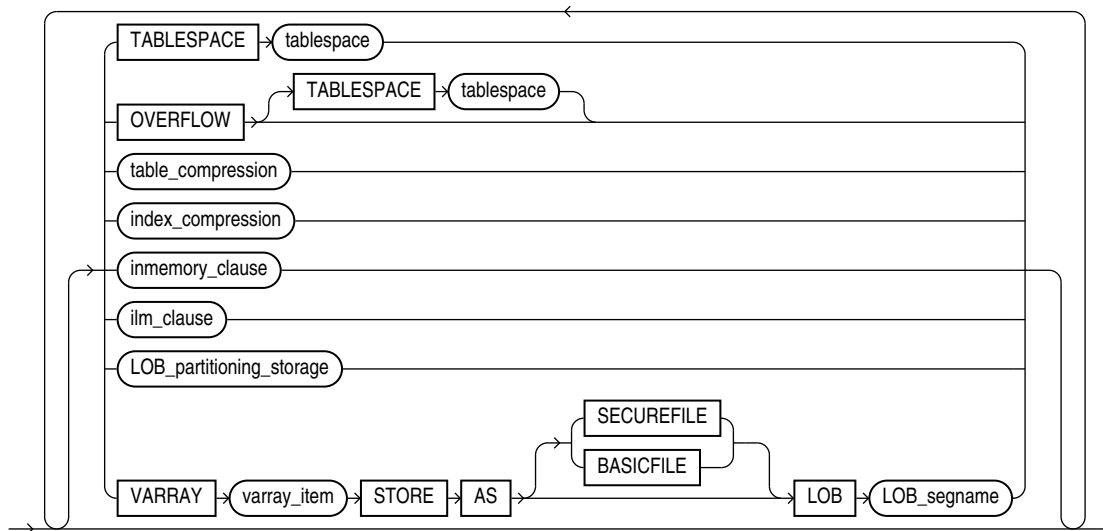 TABLESPACE tablespace
TABLESPACE tablespace
OVERFLOW
table_compression
index_compression
inmemory_clause
ilm_clause
LOB_partitioning_storage
SECUREFILE
BASICFILE
VARRAY varray_item STORE AS LOB LOB_segname